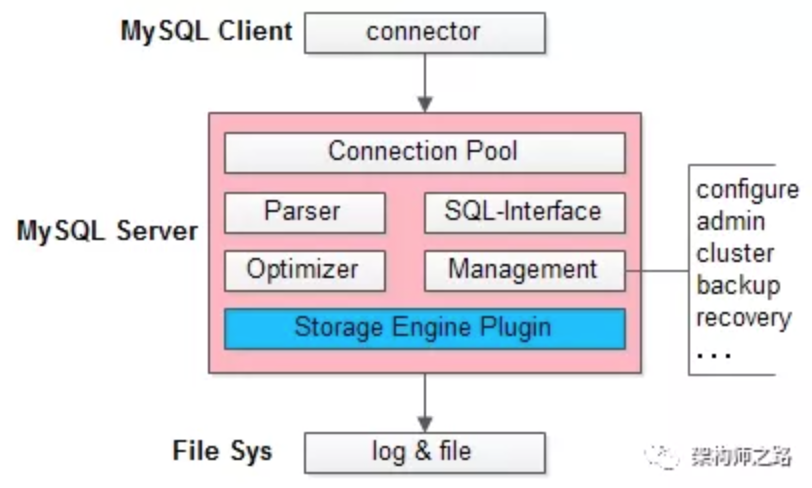 MySQL Client
connector
Connection Pool
Parser
SQL-Interface
MySQL Server
Optimizer
Management
Storage Engine Plugin
configure
admin
cluster
backup
recovery
...
File Sys
log & file
架构师之路